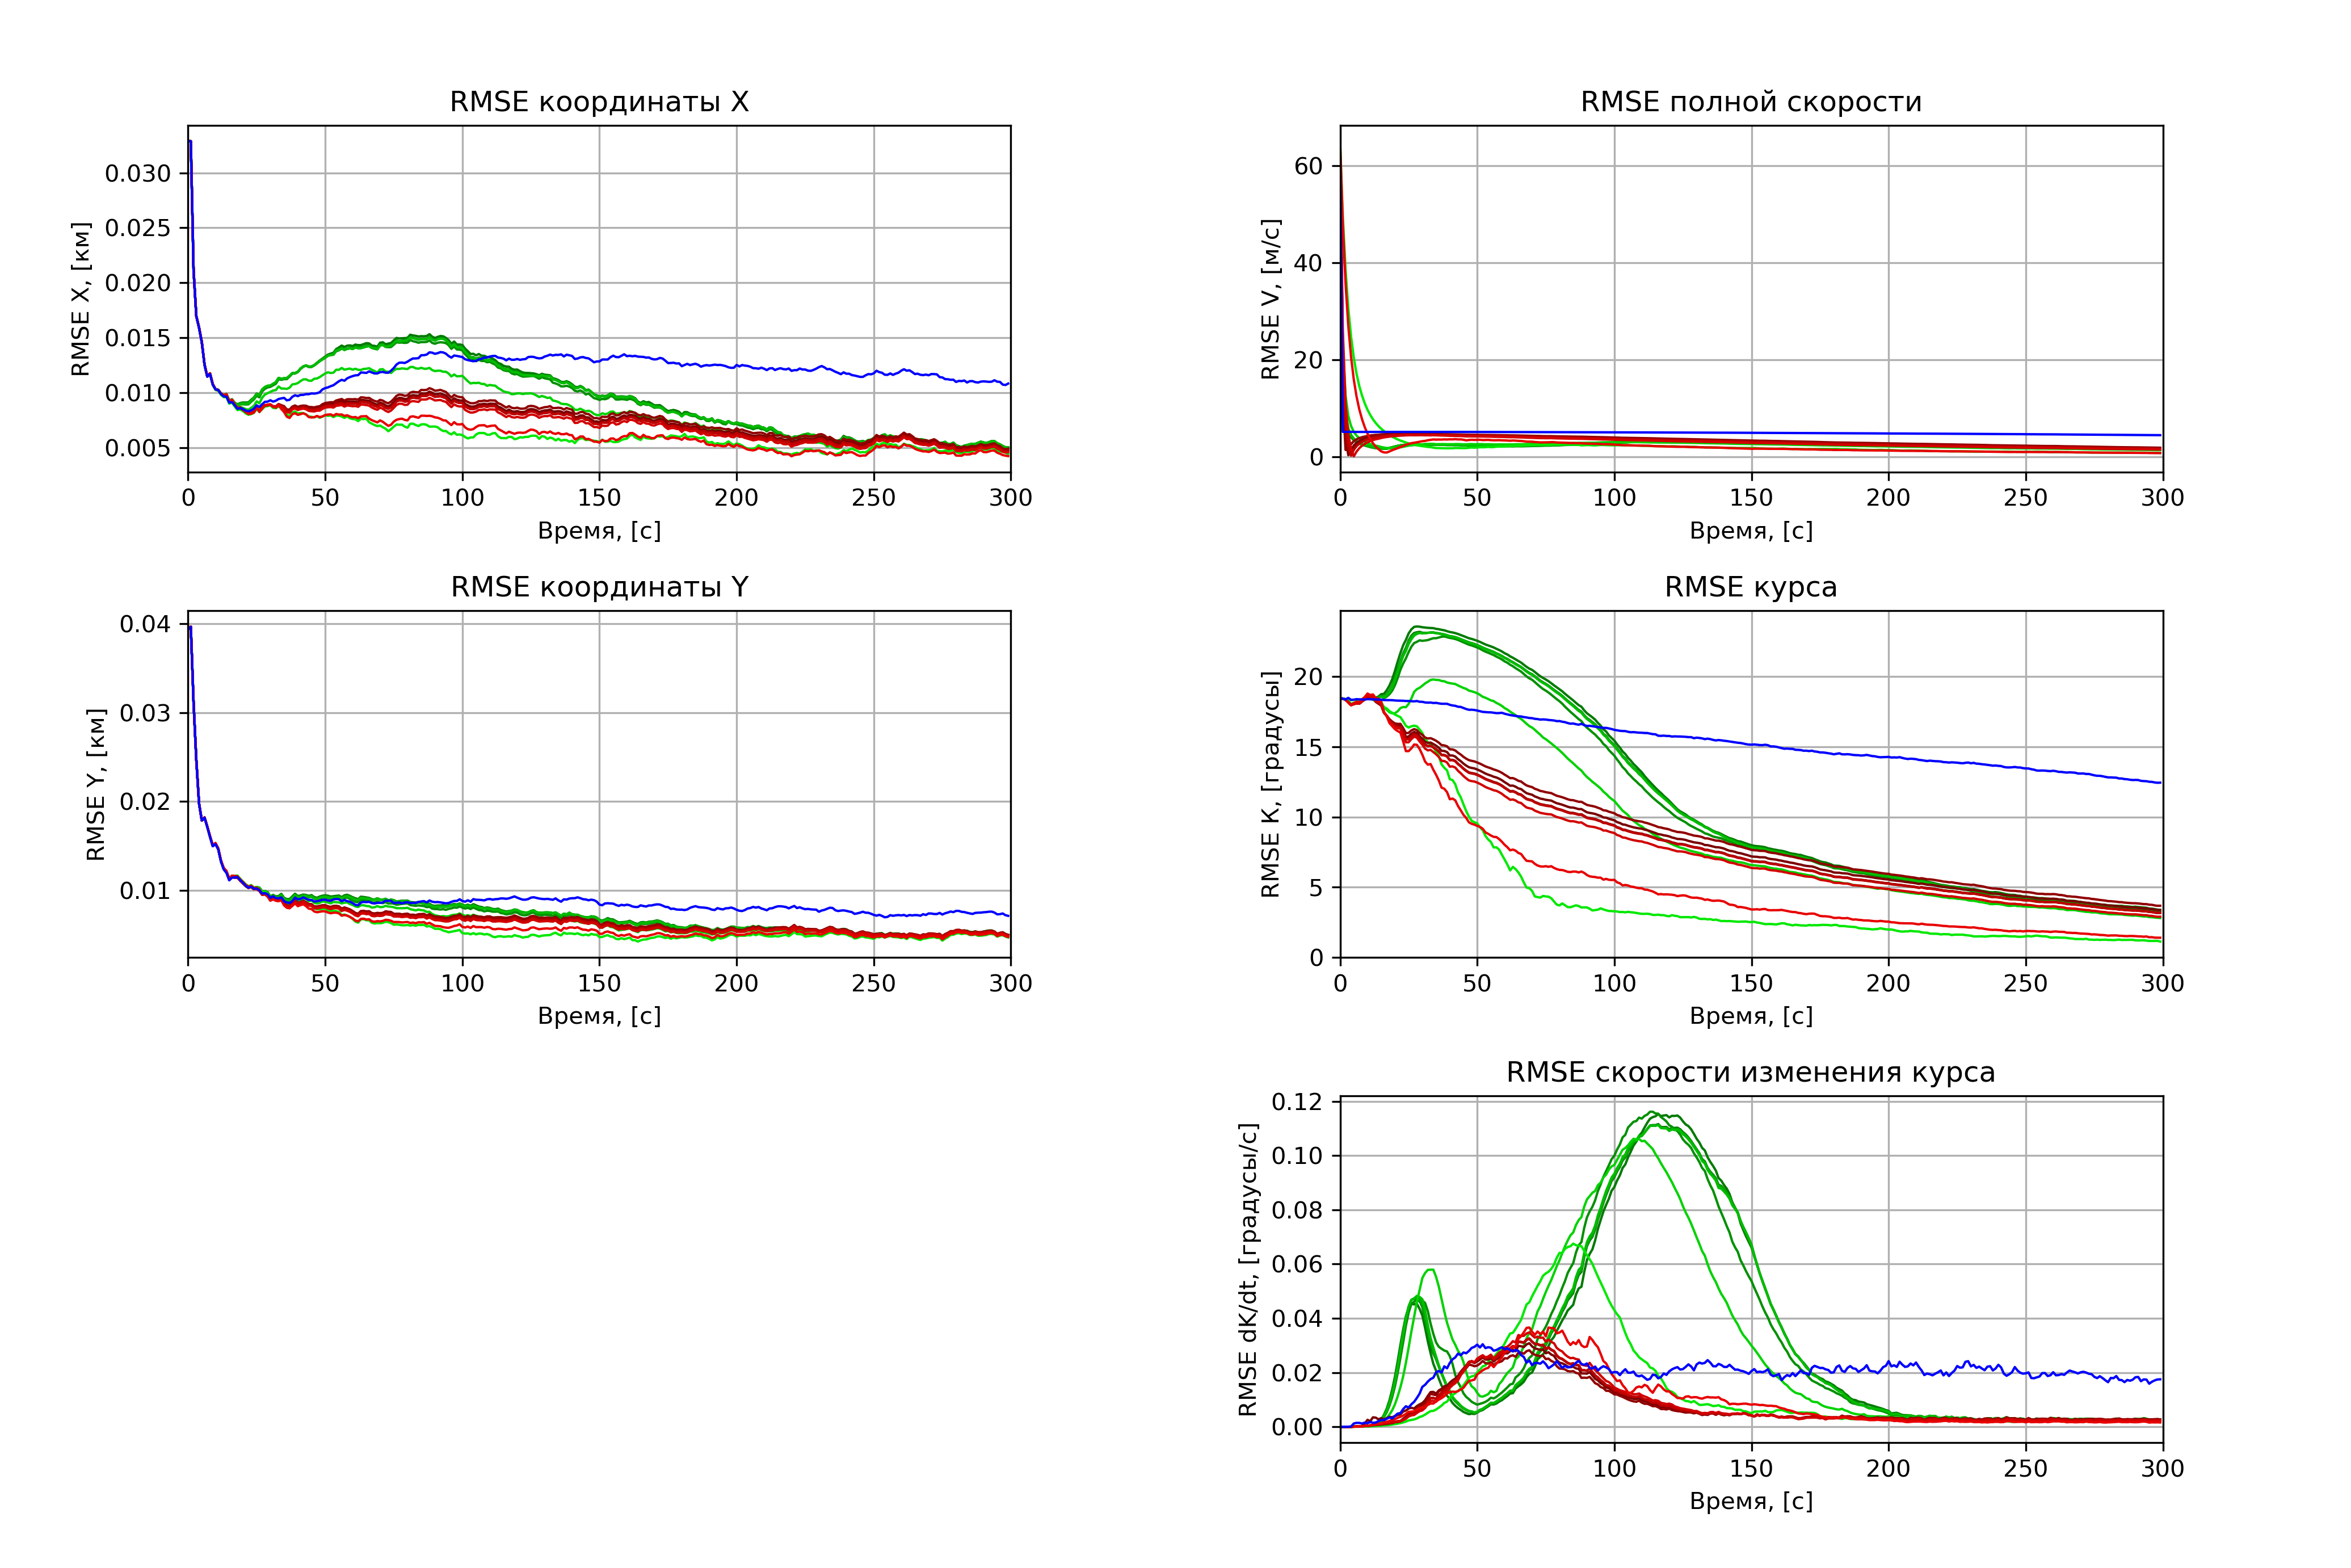 RMSE координаты X
RMSE X, [км]
0.030
0.025
0.020
0.015
0.010
0.005
0 50 100 150 200 250 300
Время, [с]
RMSE полной скорости
RMSE V, [м/с]
60
40
20
0
0 50 100 150 200 250 300
Время, [с]
RMSE координаты Y
RMSE Y, [км]
0.04
0.03
0.02
0.01
0 50 100 150 200 250 300
Время, [с]
RMSE курса
RMSE K, [градусы]
20
15
10
5
0
0 50 100 150 200 250 300
Время, [с]
RMSE скорости изменения курса
RMSE dK/dt, [градусы/с]
0.12
0.10
0.08
0.06
0.04
0.02
0.00
0 50 100 150 200 250 300
Время, [с]